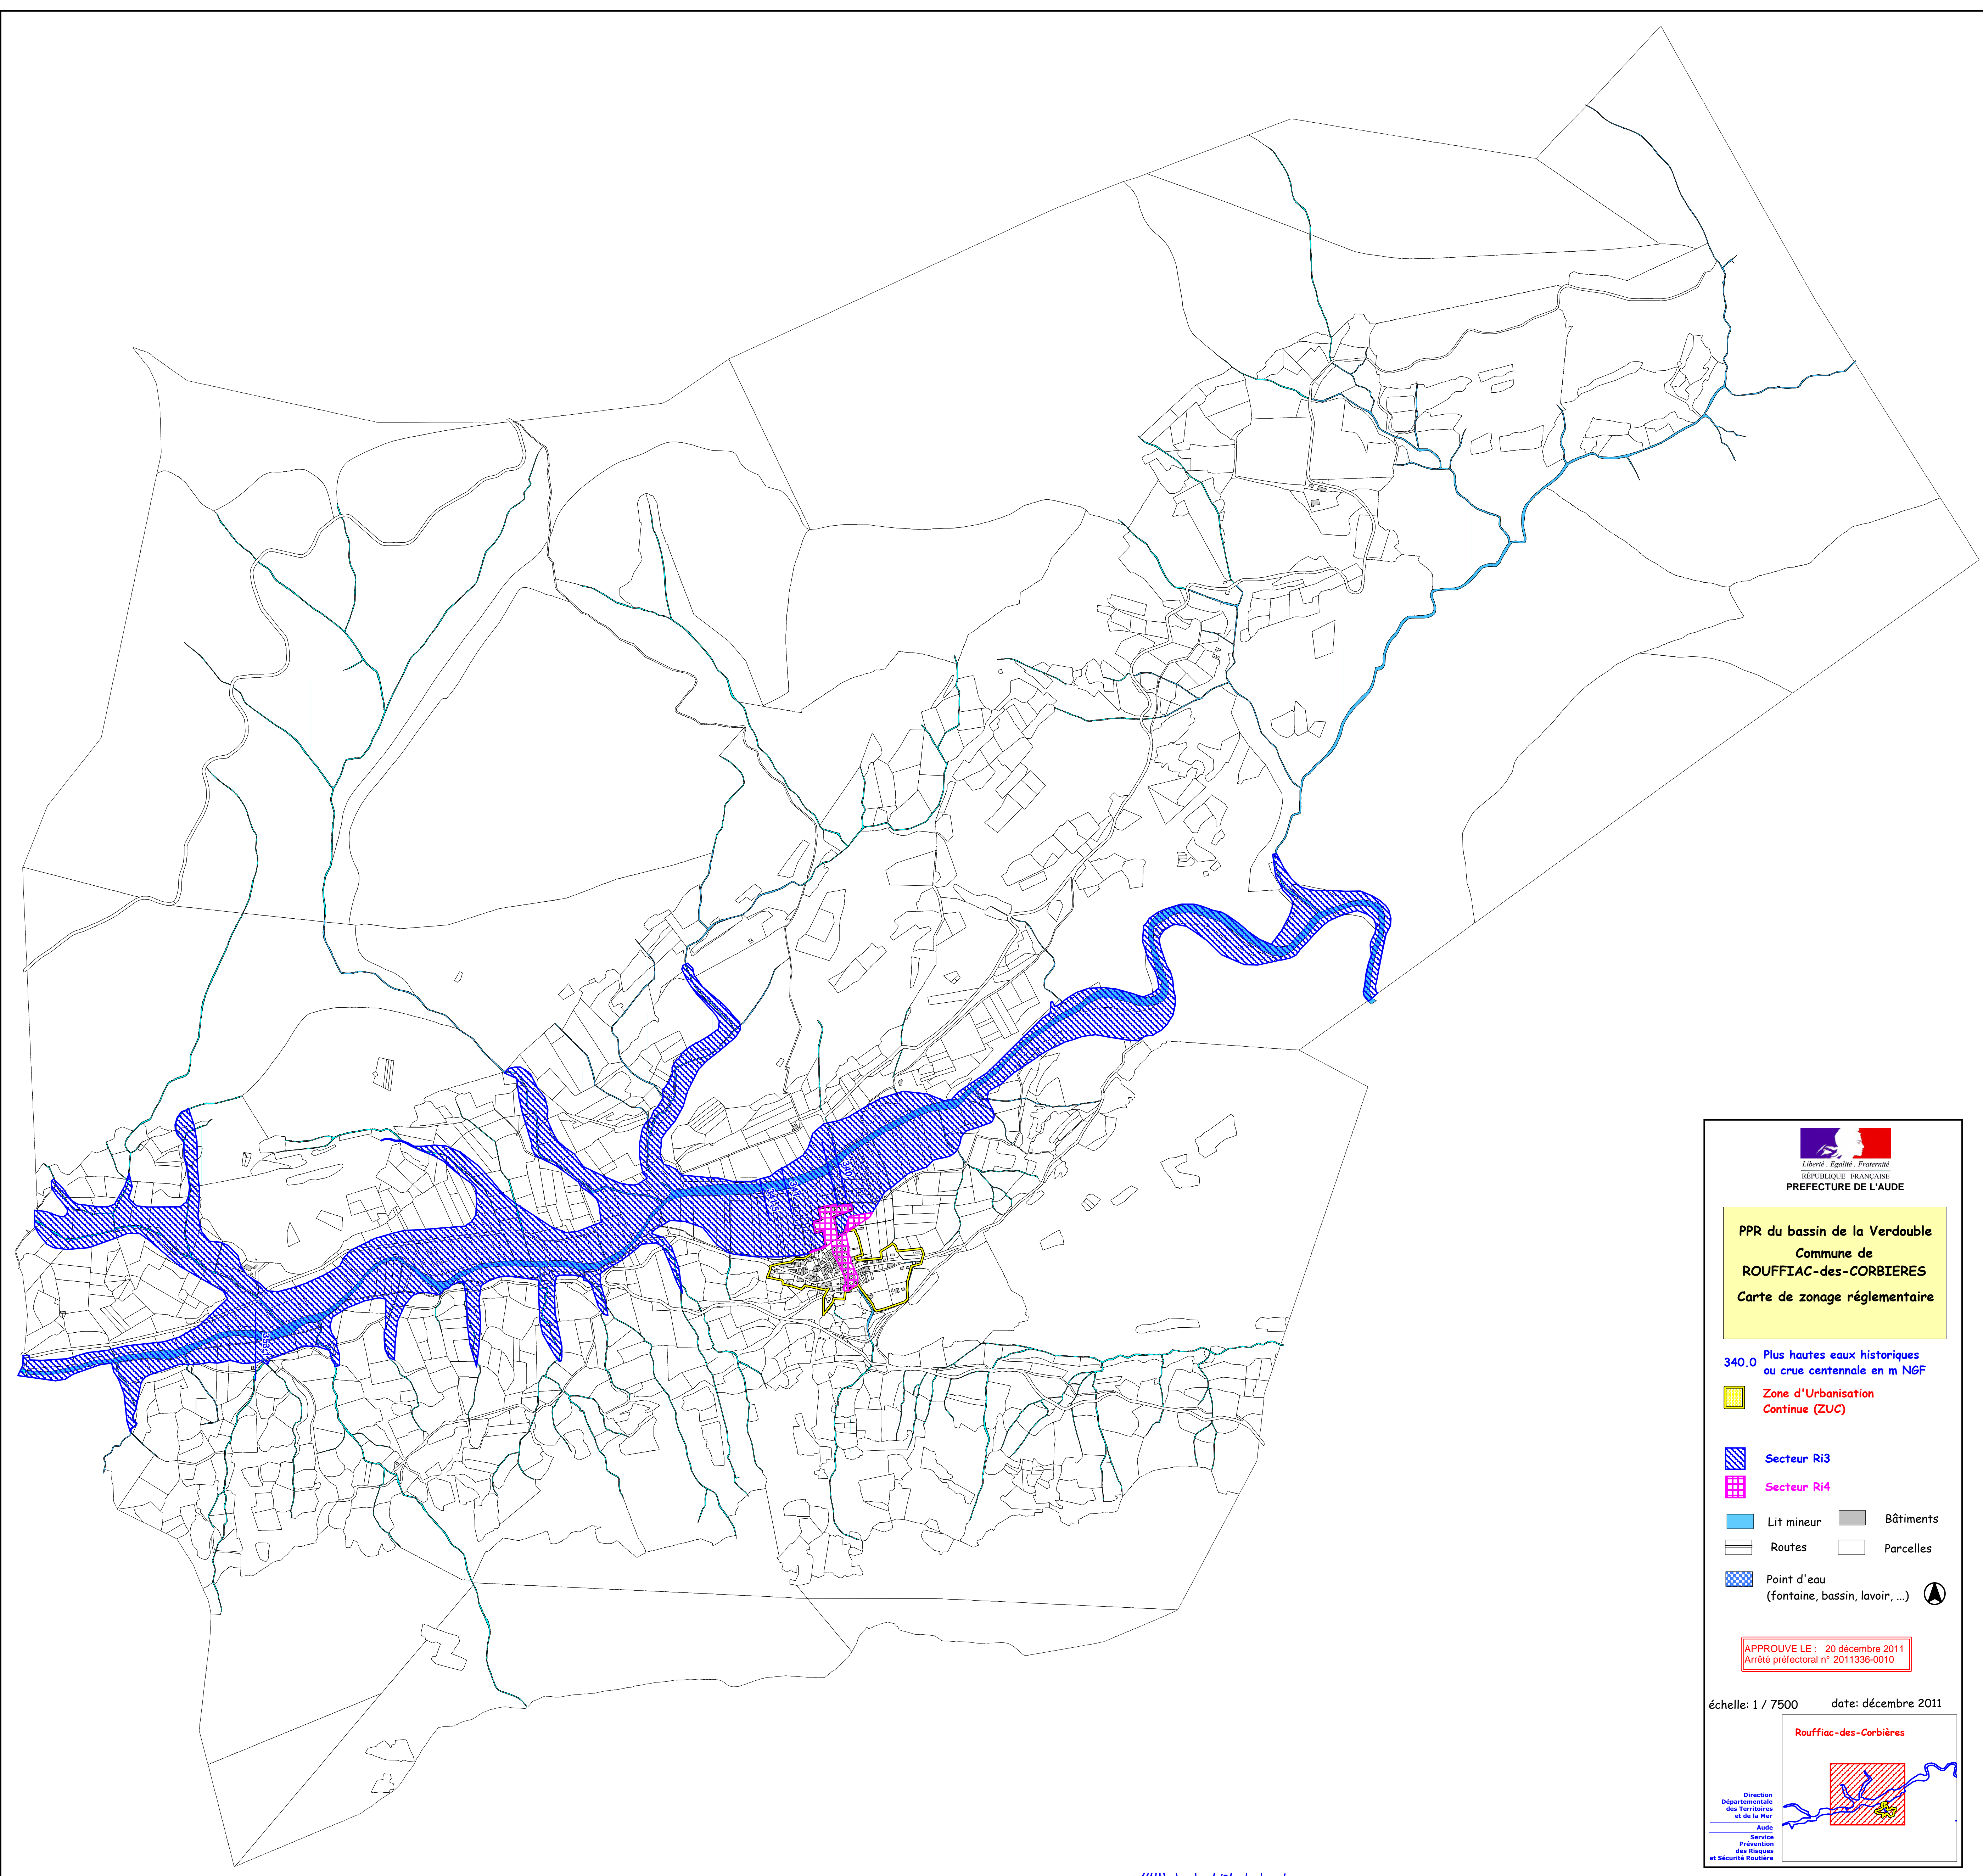 Liberté . Egalité . Fraternité
RÉPUBLIQUE FRANÇAISE
PREFECTURE DE L'AUDE
PPR du bassin de la Verdouble
Commune de
ROUFFIAC-des-CORBIERES
Carte de zonage réglementaire
340.0 Plus hautes eaux historiques
ou crue centennale en m NGF
Zone d'Urbanisation
Continue (ZUC)
Secteur Ri3
Secteur Ri4
Lit mineur Bâtiments
Routes Parcelles
Point d'eau
(fontaine, bassin, lavoir, ...)
APPROUVE LE : 20 décembre 2011
Arrêté préfectoral n° 2011336-0010
échelle: 1 / 7500 date: décembre 2011
Rouffiac-des-Corbières
Direction
Départementale
des Territoires
et de la Mer
Aude
Service
Prévention
des Risques
et Sécurité Routière